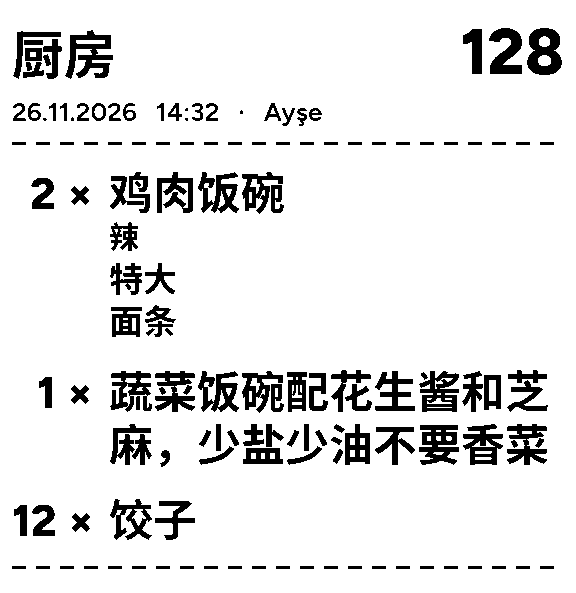 厨房 128
26.11.2026 14:32 · Ayşe
2 × 鸡肉饭碗
辣
特大
面条
1 × 蔬菜饭碗配花生酱和芝
麻，少盐少油不要香菜
12 × 饺子